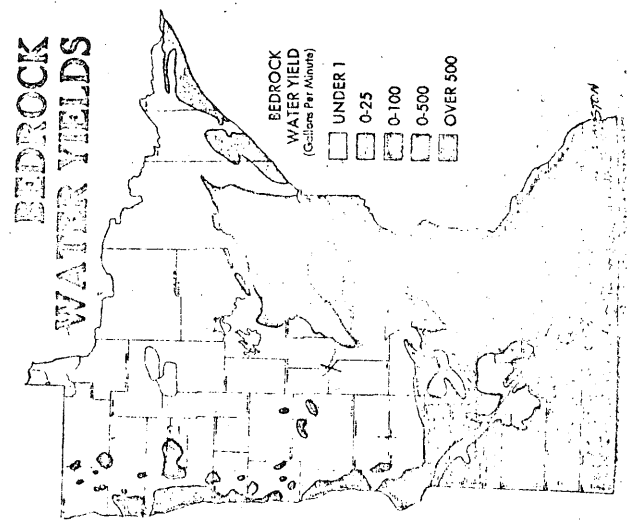 BEDROCK
WATER YIELDS
BEDROCK
WATER YIELD
(Gallons Per Minute)
UNDER 1
0-25
0-100
0-500
OVER 500